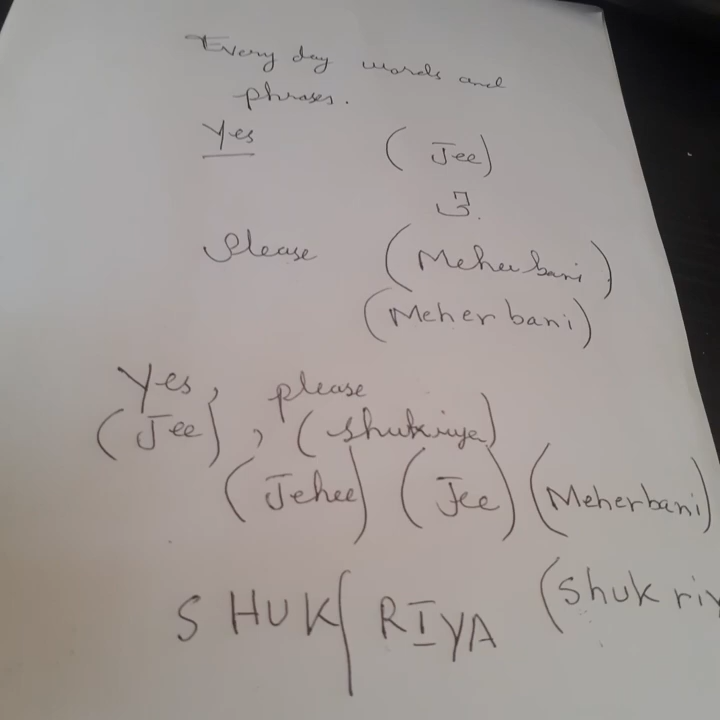 Every day words and
phrases.
Yes (Jee)
Please (Meherbani)
(Meherbani)
Yes, please
(Jee), (shukriya)
(Jehee) (Jee) (Meherbani)
SHUK/RIYA (shuk riy